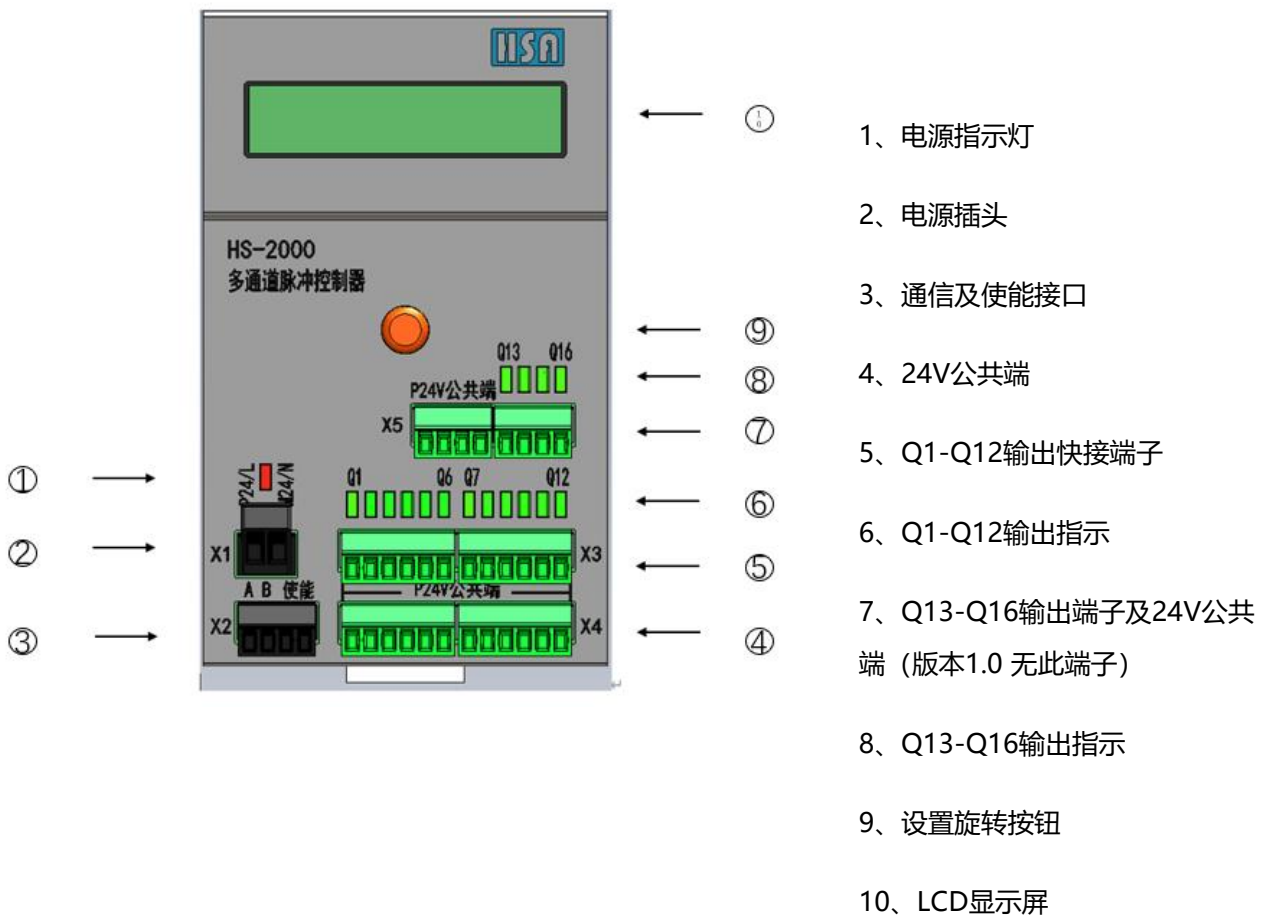 HSA
⑩
HS-2000
多通道脉冲控制器
⑨
Q13 Q16
⑧
P24V公共端
X5
⑦
①
P24/L
M24/N
Q1 Q6 Q7 Q12
⑥
②
X1
X3
⑤
A B 使能
P24V公共端
③
X2
X4
④
1、电源指示灯
2、电源插头
3、通信及使能接口
4、24V公共端
5、Q1-Q12输出快接端子
6、Q1-Q12输出指示
7、Q13-Q16输出端子及24V公共
端（版本1.0 无此端子）
8、Q13-Q16输出指示
9、设置旋转按钮
10、LCD显示屏